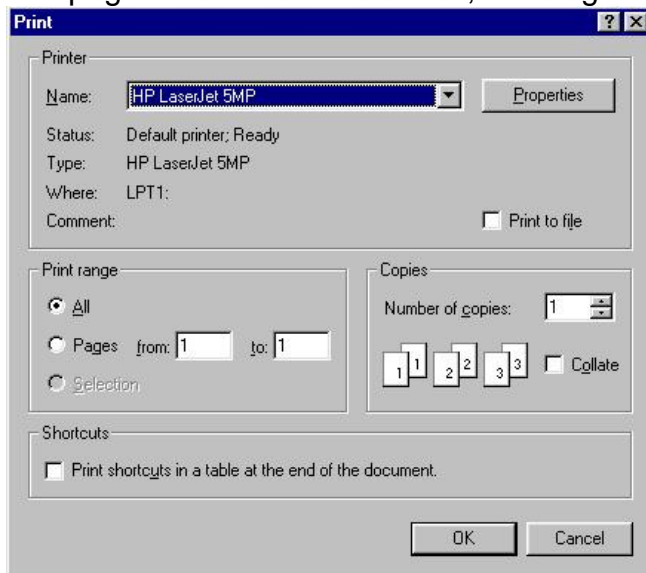 Print
Printer
Name: HP LaserJet 5MP Properties
Status: Default printer; Ready
Type: HP LaserJet 5MP
Where: LPT1:
Comment: Print to file
Print range
All
Pages from: 1 to: 1
Selection
Copies
Number of copies: 1
1 1 2 2 3 3 Collate
Shortcuts
Print shortcuts in a table at the end of the document.
OK Cancel